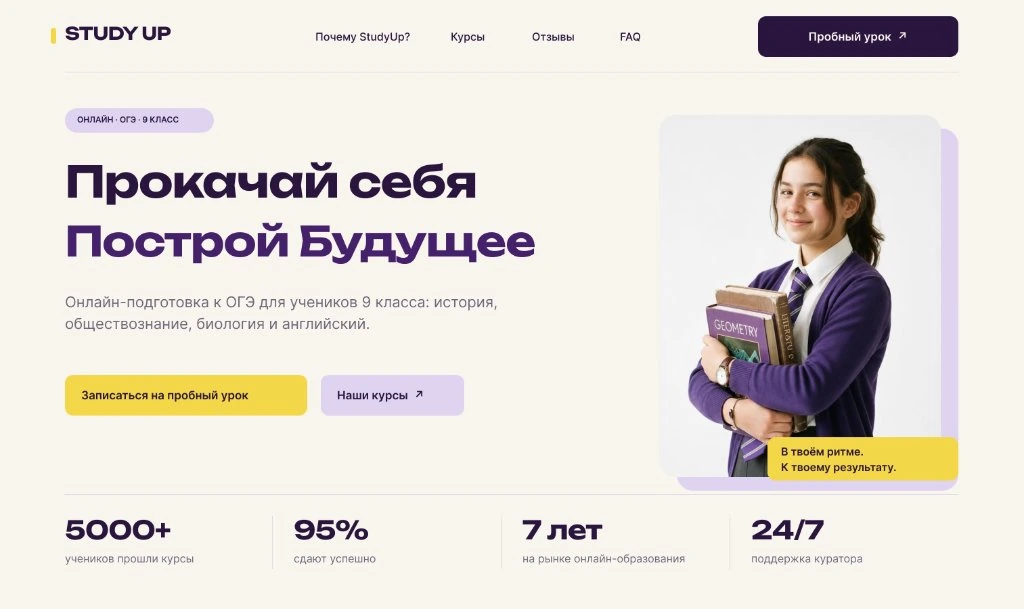 STUDY UP
Почему StudyUp?
Курсы
Отзывы
FAQ
Пробный урок ↗
ОНЛАЙН · ОГЭ · 9 КЛАСС
Прокачай себя
Построй Будущее
Онлайн-подготовка к ОГЭ для учеников 9 класса: история,
обществознание, биология и английский.
Записаться на пробный урок
Наши курсы ↗
GEOMETRY
В твоём ритме.
К твоему результату.
5000+
учеников прошли курсы
95%
сдают успешно
7 лет
на рынке онлайн-образования
24/7
поддержка куратора